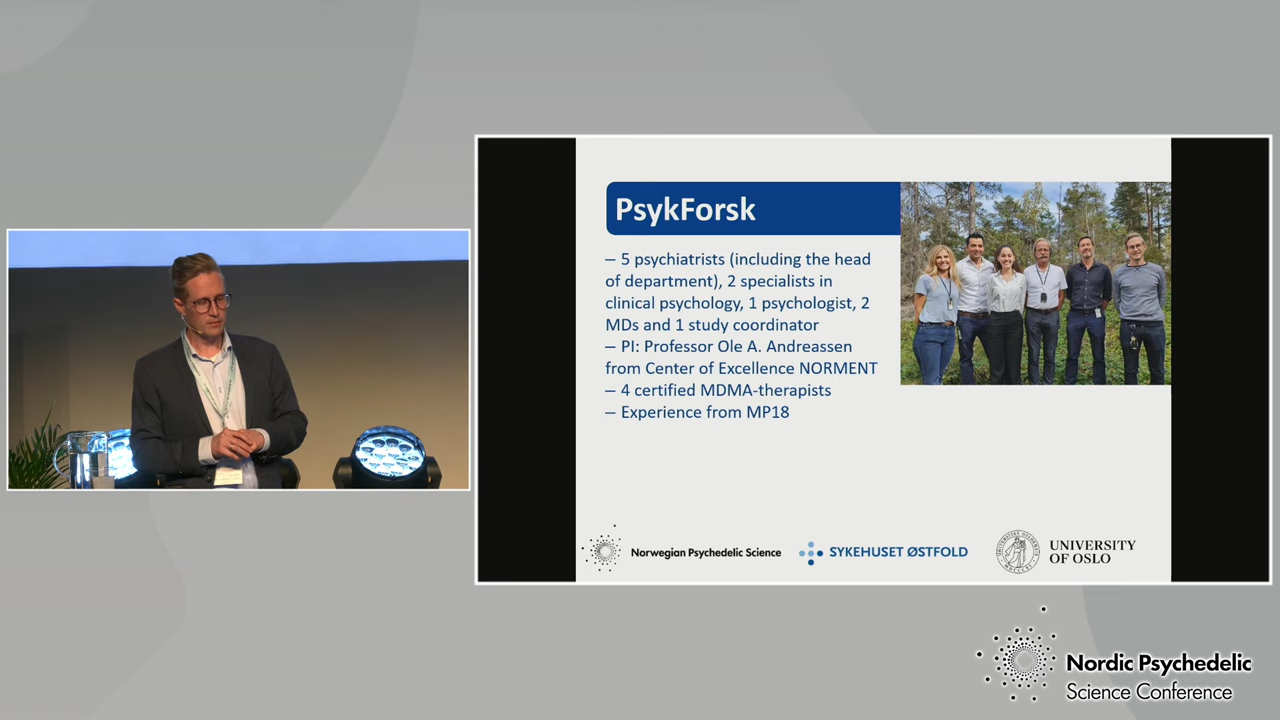 PsykForsk
– 5 psychiatrists (including the head
of department), 2 specialists in
clinical psychology, 1 psychologist, 2
MDs and 1 study coordinator
– PI: Professor Ole A. Andreassen
from Center of Excellence NORMENT
– 4 certified MDMA-therapists
– Experience from MP18
Norwegian Psychedelic Science
SYKEHUSET ØSTFOLD
UNIVERSITY
OF OSLO
Nordic Psychedelic
Science Conference